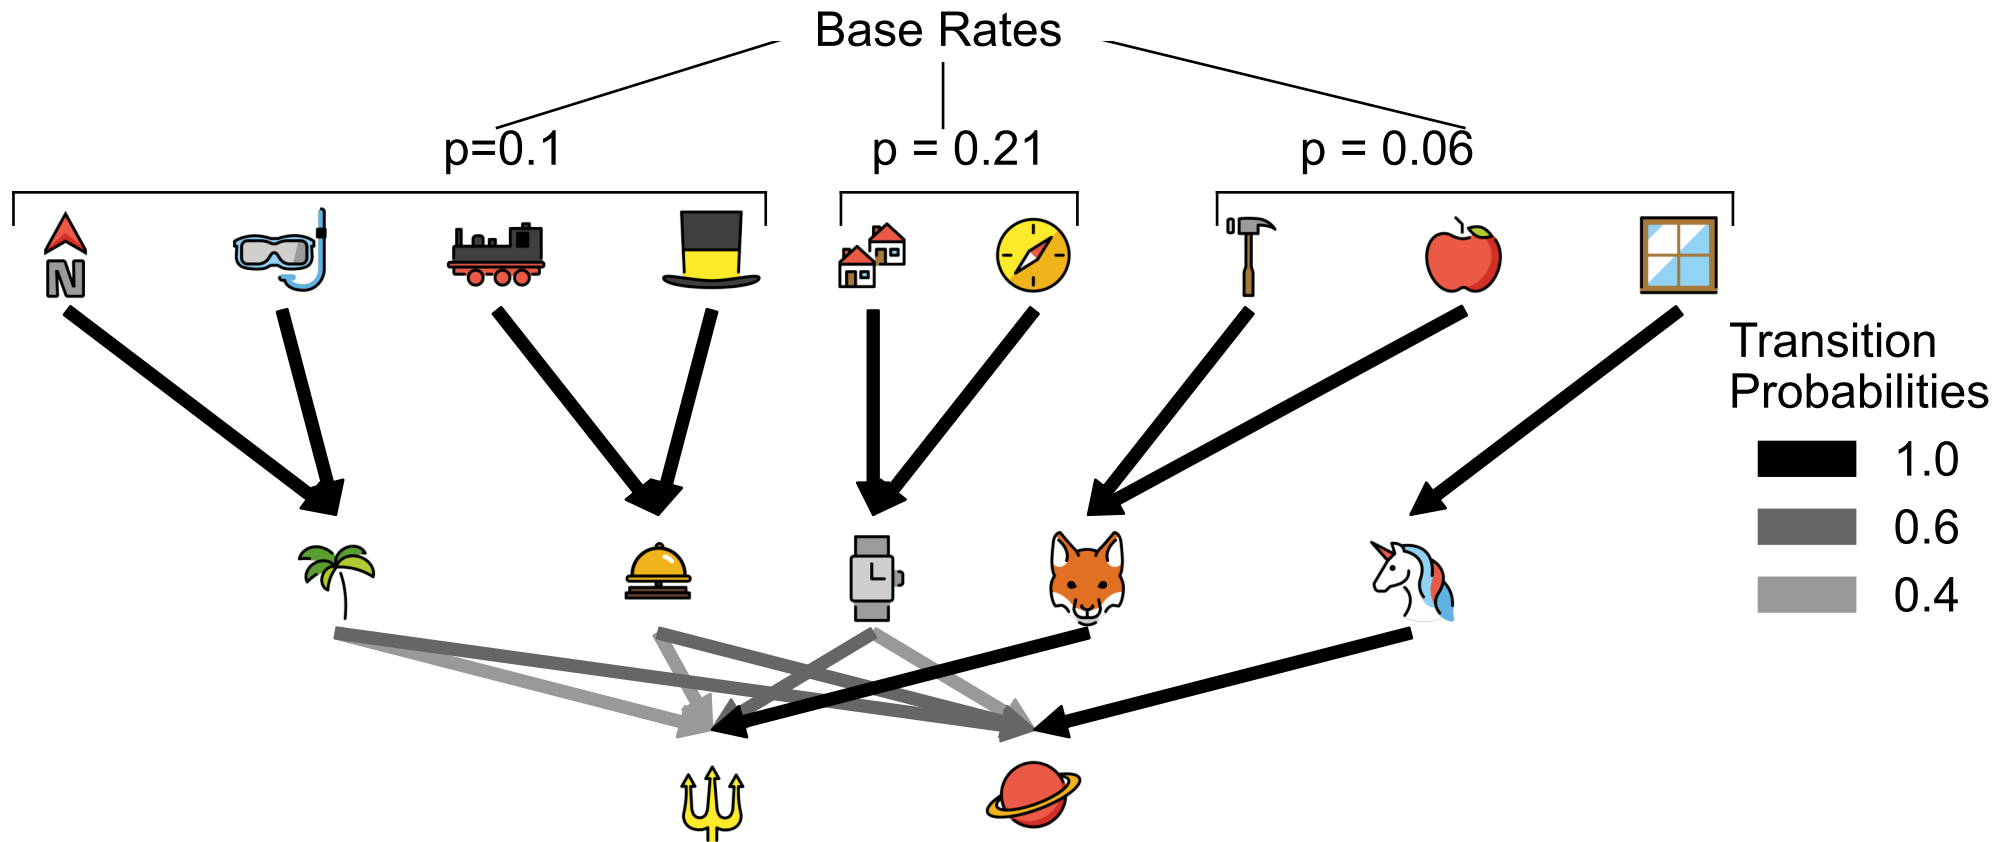 Base Rates
p=0.1
p = 0.21
p = 0.06
N
Transition
Probabilities
1.0
0.6
0.4